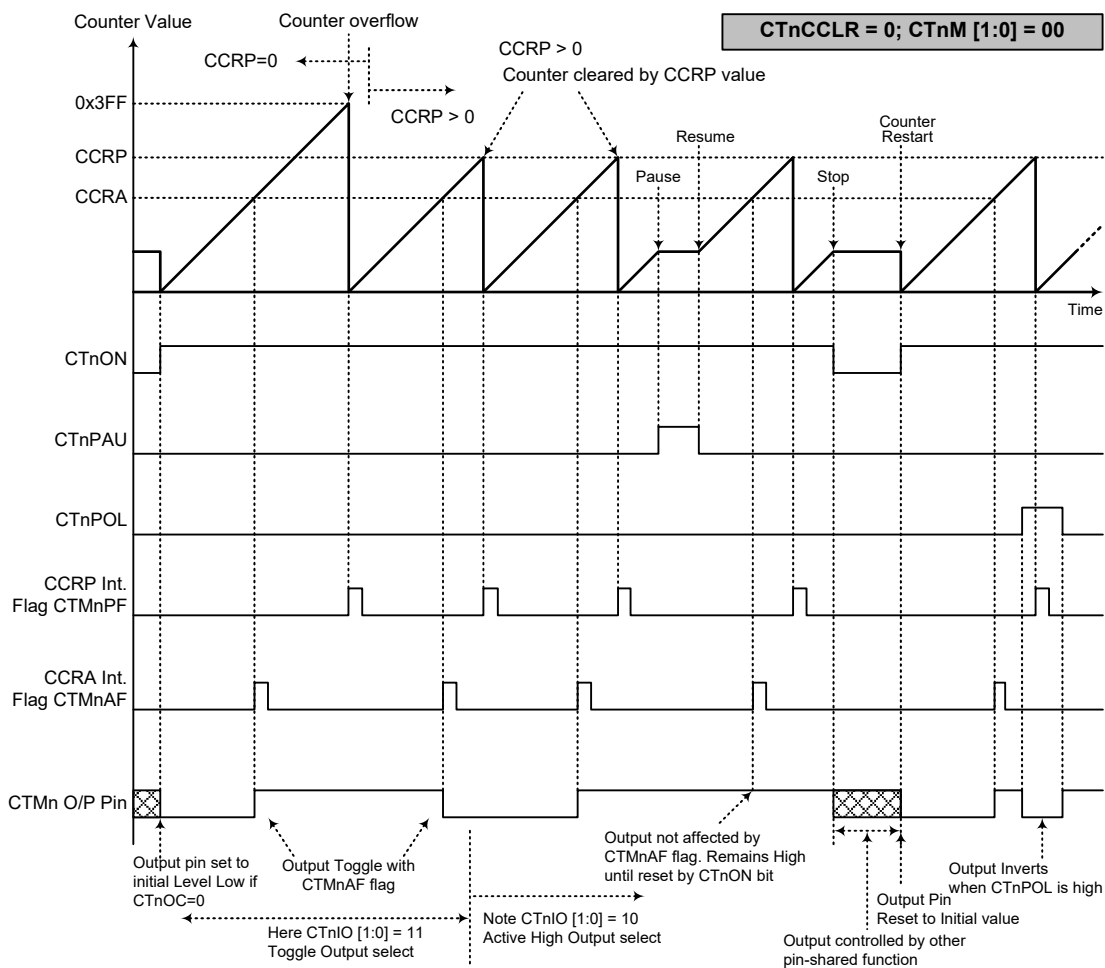 Counter Value
Counter overflow
CTnCCLR = 0; CTnM [1:0] = 00
CCRP=0
CCRP > 0
CCRP > 0
Counter cleared by CCRP value
0x3FF
CCRP
CCRA
Pause
Resume
Stop
Counter
Restart
Time
CTnON
CTnPAU
CTnPOL
CCRP Int.
Flag CTMnPF
CCRA Int.
Flag CTMnAF
CTMn O/P Pin
Output pin set to
initial Level Low if
CTnOC=0
Output Toggle with
CTMnAF flag
Output not affected by
CTMnAF flag. Remains High
until reset by CTnON bit
Output Inverts
when CTnPOL is high
Output Pin
Reset to Initial value
Here CTnIO [1:0] = 11
Toggle Output select
Note CTnIO [1:0] = 10
Active High Output select
Output controlled by other
pin-shared function